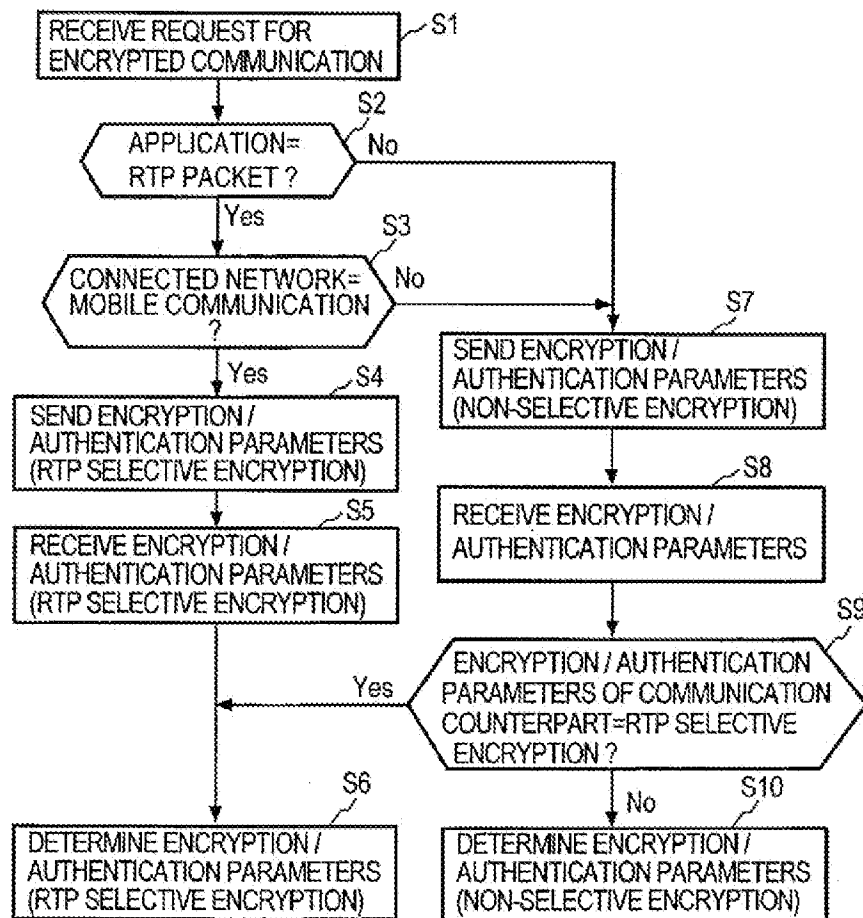 RECEIVE REQUEST FOR
ENCRYPTED COMMUNICATION
S1
S2
APPLICATION=
RTP PACKET ?
No
Yes
S3
CONNECTED NETWORK=
MOBILE COMMUNICATION
?
No
Yes
S4
SEND ENCRYPTION /
AUTHENTICATION PARAMETERS
(RTP SELECTIVE ENCRYPTION)
S5
RECEIVE ENCRYPTION /
AUTHENTICATION PARAMETERS
(RTP SELECTIVE ENCRYPTION)
S7
SEND ENCRYPTION /
AUTHENTICATION PARAMETERS
(NON-SELECTIVE ENCRYPTION)
S8
RECEIVE ENCRYPTION /
AUTHENTICATION PARAMETERS
S9
ENCRYPTION / AUTHENTICATION
PARAMETERS OF COMMUNICATION
COUNTERPART=RTP SELECTIVE
ENCRYPTION ?
Yes
No
S6
DETERMINE ENCRYPTION /
AUTHENTICATION PARAMETERS
(RTP SELECTIVE ENCRYPTION)
S10
DETERMINE ENCRYPTION /
AUTHENTICATION PARAMETERS
(NON-SELECTIVE ENCRYPTION)